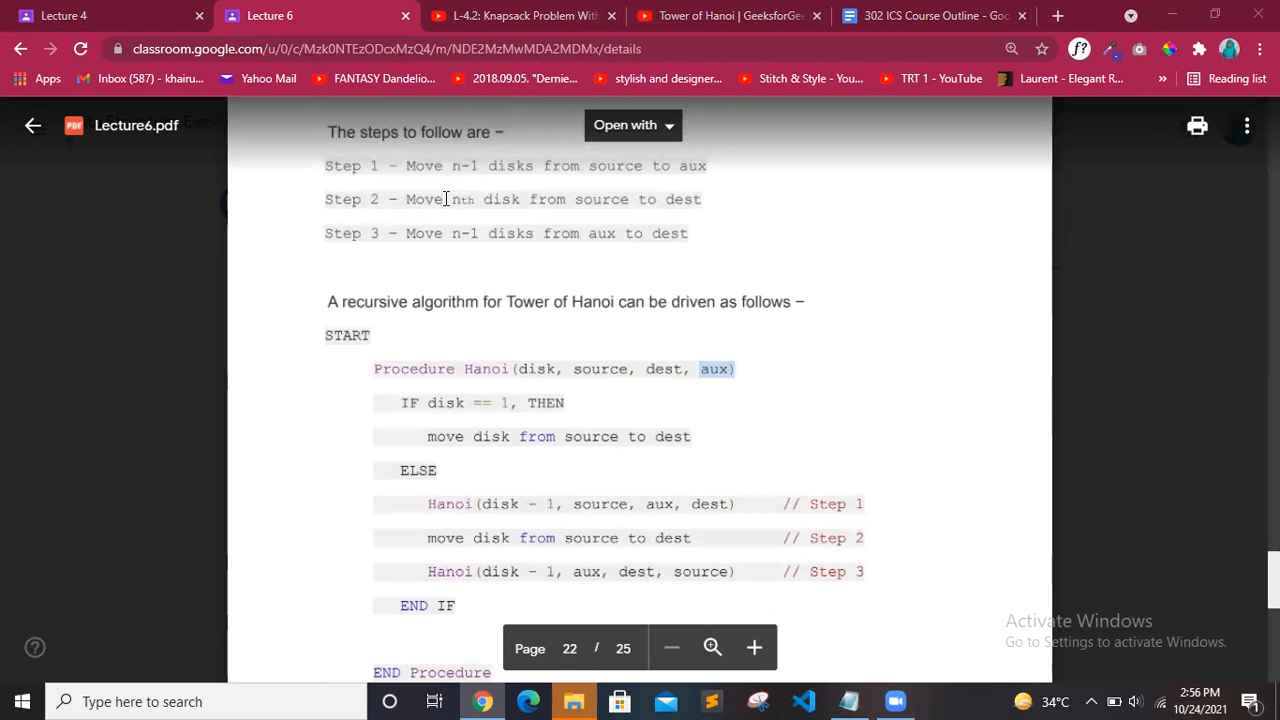 Lecture 4
Lecture 6
L-4.2: Knapsack Problem With
Tower of Hanoi | GeeksforGee
302 ICS Course Outline - Goo
classroom.google.com/u/0/c/Mzk0NTEzODcxMzQ4/m/NDE2MzMwMDA2MDMx/details
Apps
Inbox (587) - khairu...
Yahoo Mail
FANTASY Dandelio...
2018.09.05. "Dernie...
stylish and designer...
Stitch & Style - You...
TRT 1 - YouTube
Laurent - Elegant R...
»
Reading list
PDF
Lecture6.pdf
Open with
The steps to follow are −
Step 1 − Move n-1 disks from source to aux
Step 2 − Move nth disk from source to dest
Step 3 − Move n-1 disks from aux to dest
A recursive algorithm for Tower of Hanoi can be driven as follows −
START
Procedure Hanoi(disk, source, dest, aux)
IF disk == 1, THEN
move disk from source to dest
ELSE
Hanoi(disk - 1, source, aux, dest) // Step 1
move disk from source to dest // Step 2
Hanoi(disk - 1, aux, dest, source) // Step 3
END IF
END Procedure
Page 22 / 25
Activate Windows
Go to Settings to activate Windows.
Type here to search
34°C
2:56 PM
10/24/2021